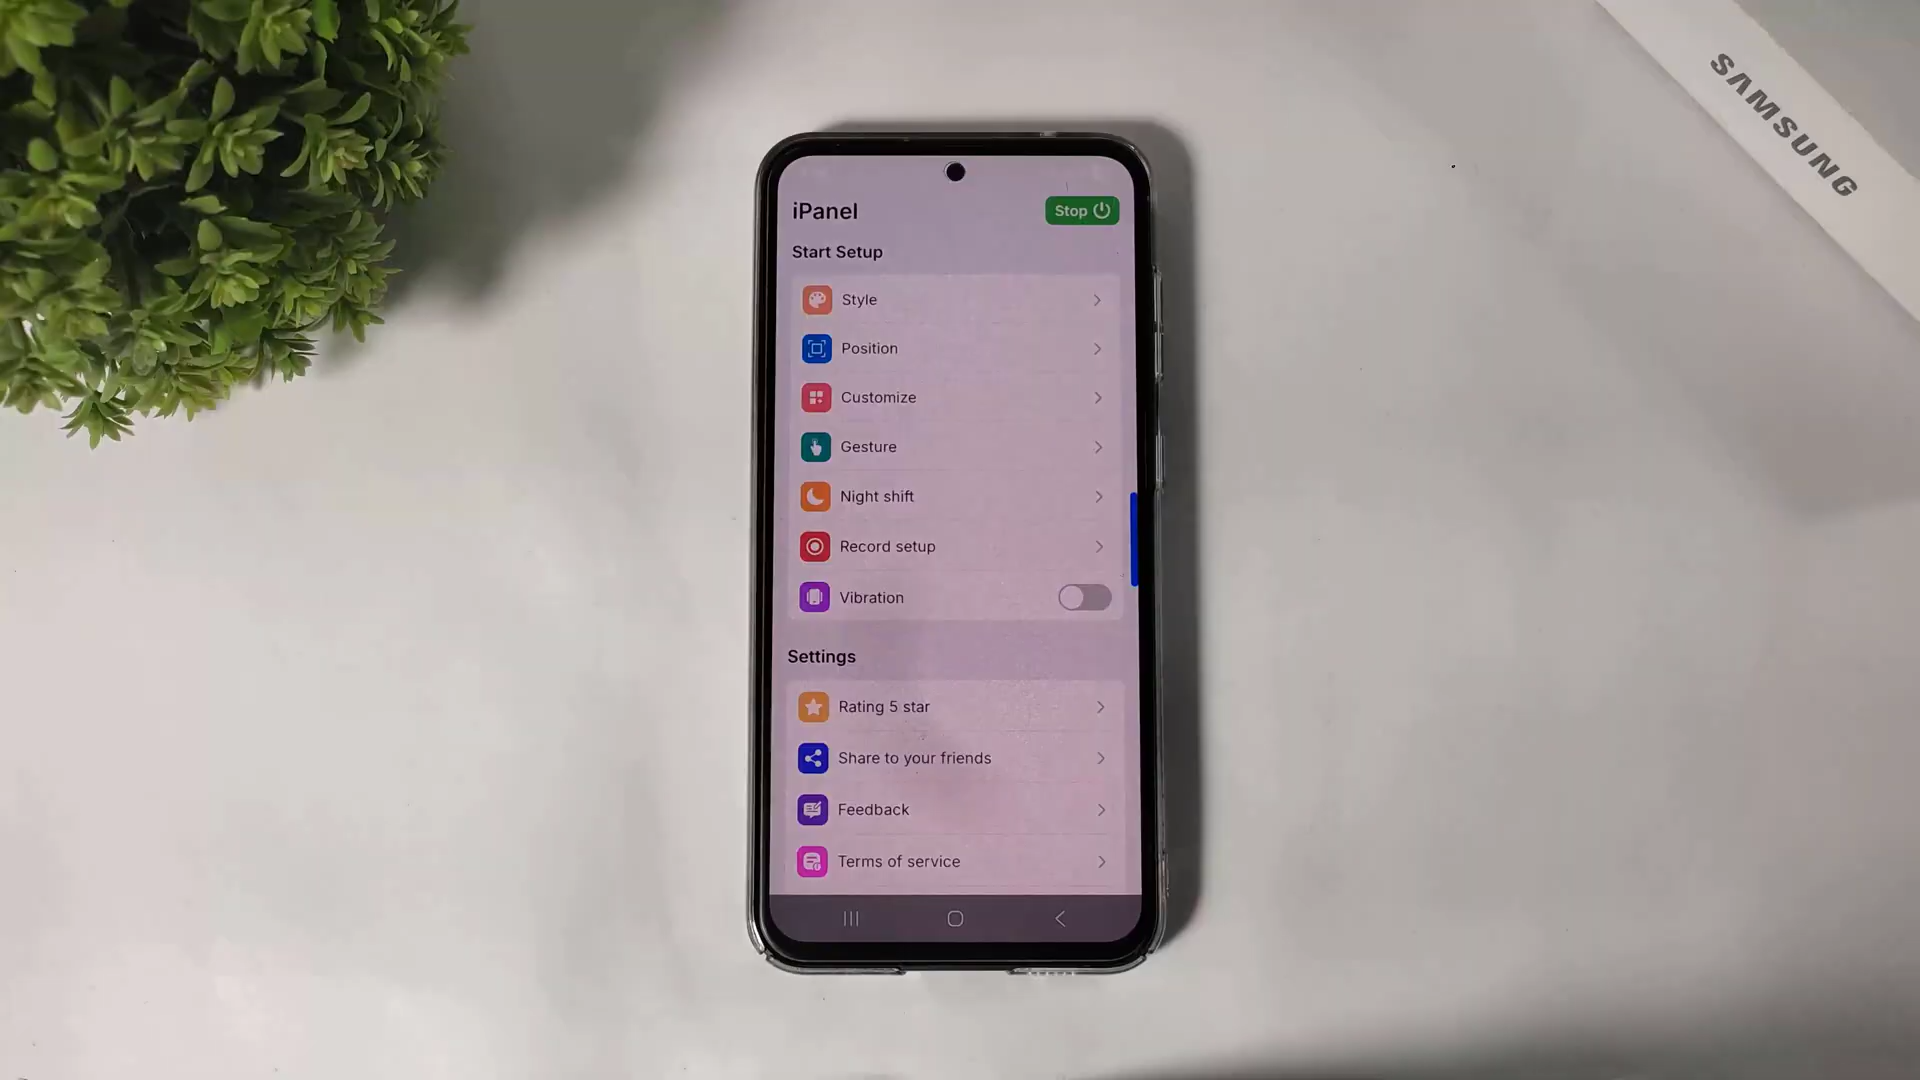 SAMSUNG
iPanel
Stop
Start Setup
Style
Position
Customize
Gesture
Night shift
Record setup
Vibration
Settings
Rating 5 star
Share to your friends
Feedback
Terms of service